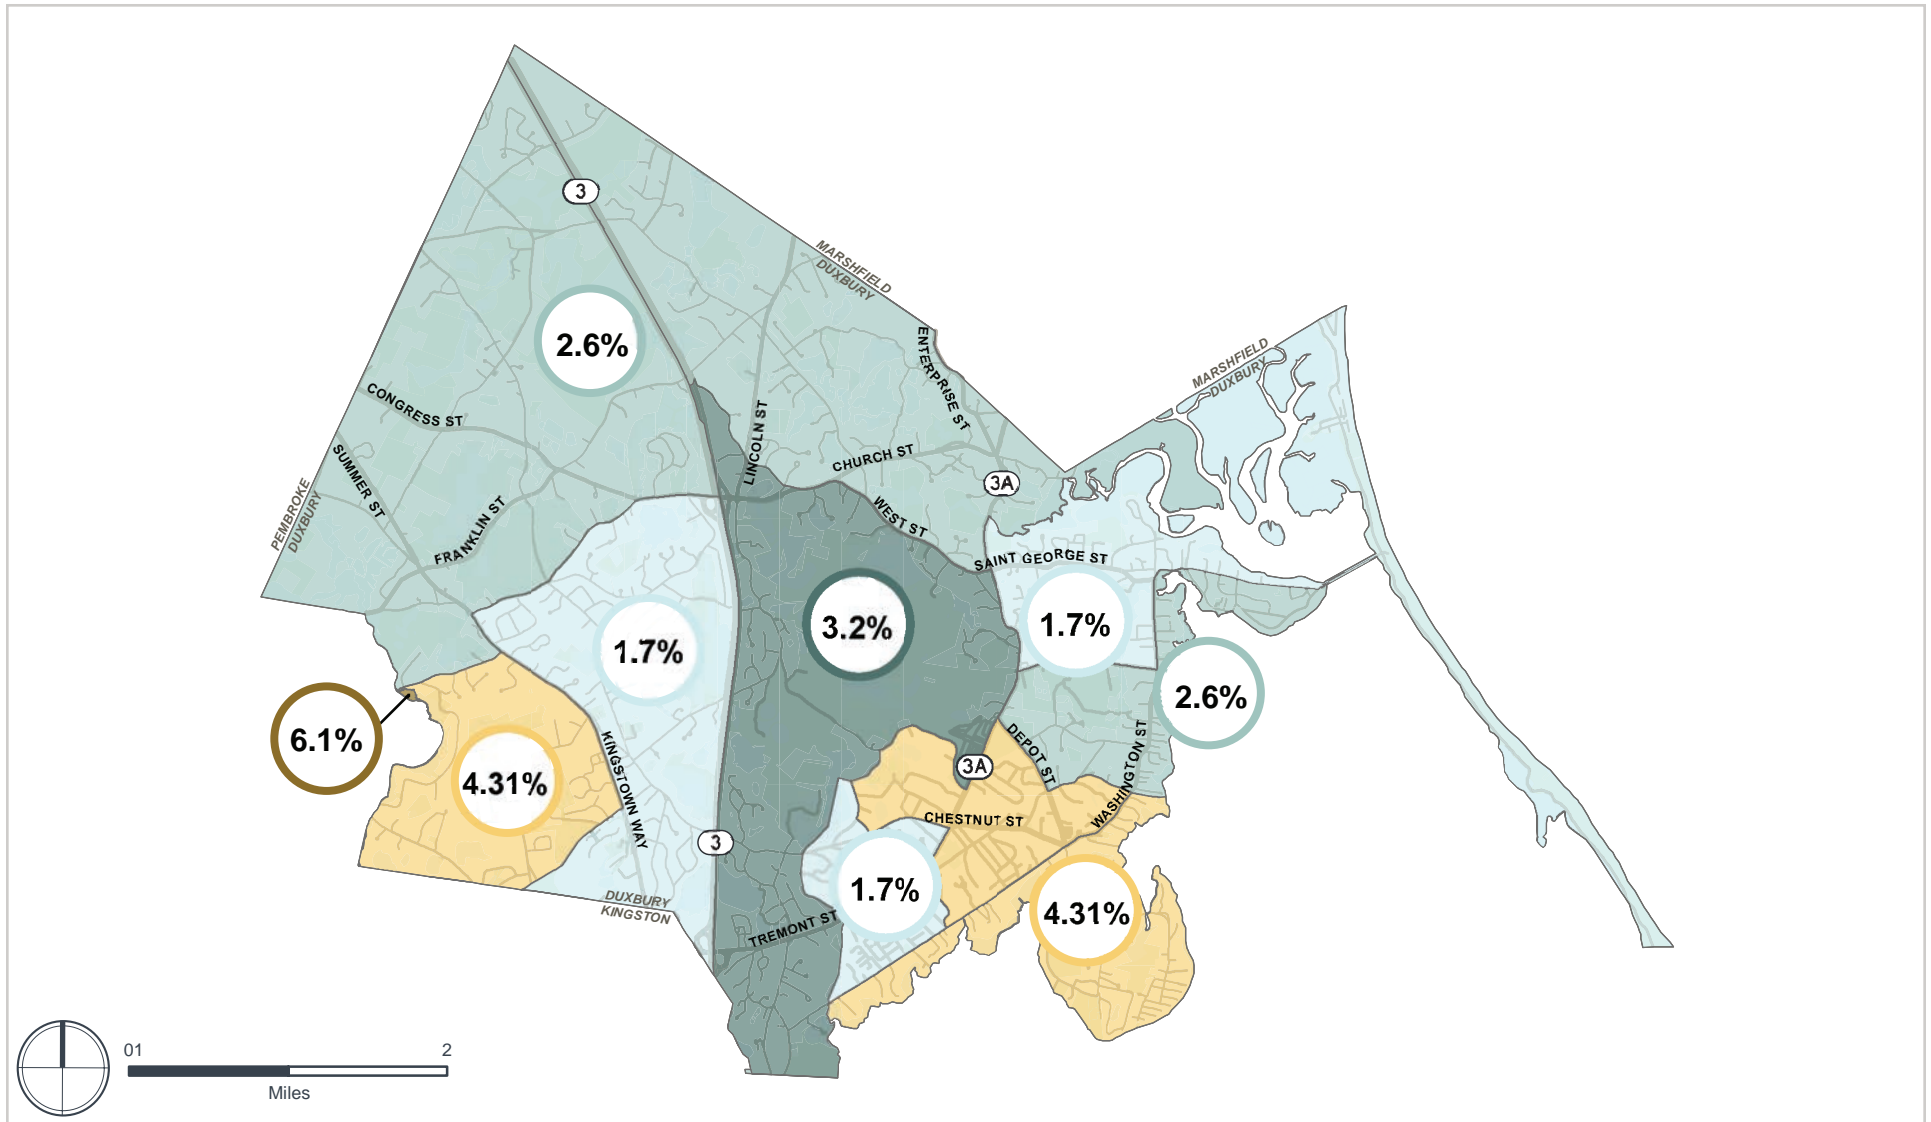 3
MARSHFIELD
DUXBURY
2.6%
ENTERPRISE ST
MARSHFIELD
DUXBURY
CONGRESS ST
LINCOLN ST
CHURCH ST
SUMMER ST
3A
PEMBROKE
DUXBURY
FRANKLIN ST
WEST ST
SAINT GEORGE ST
1.7%
3.2%
1.7%
2.6%
6.1%
4.31%
KINGSTOWN WAY
DEPOT ST
3A
WASHINGTON ST
CHESTNUT ST
3
1.7%
4.31%
DUXBURY
KINGSTON
TREMONT ST
01 2
Miles